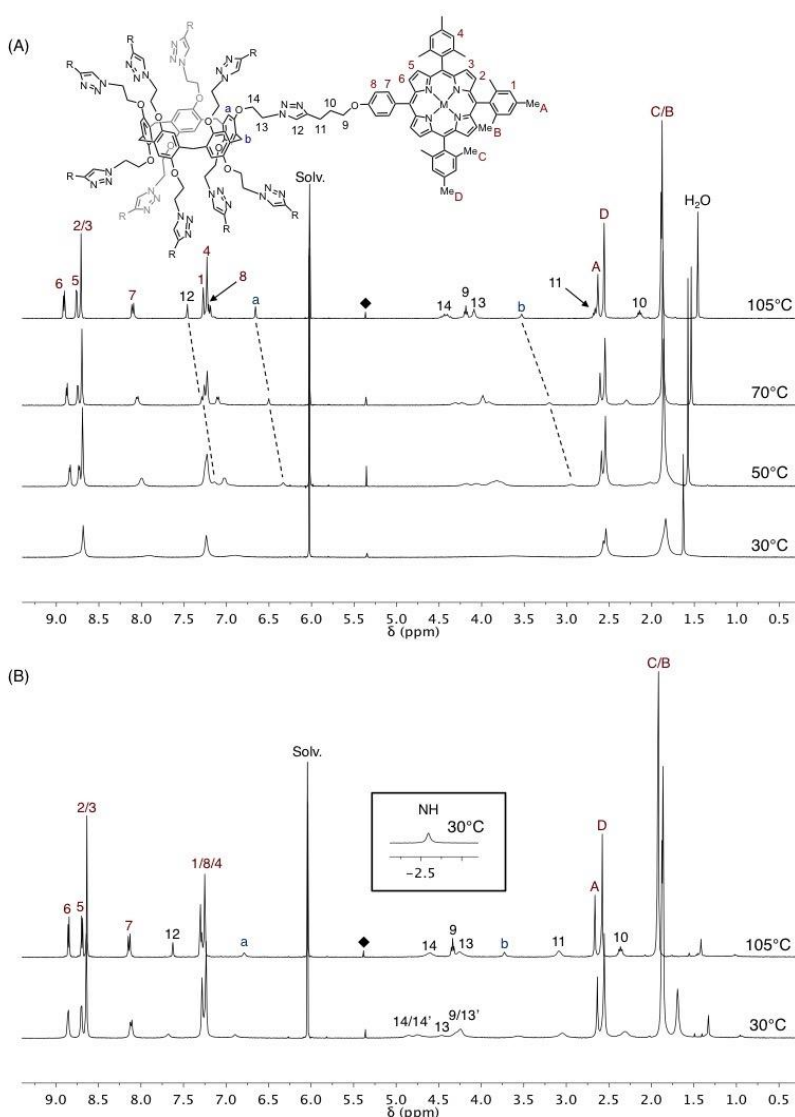 (A)
R R R R
N N N
14 13 N=N N 12 11 10 9
a b
O
8 7 5 6 4 3 2 1
N N M N N
MeA
Me B
Me C
MeD
Solv.
C/B
2/3
D
H₂O
6 5 7 12 1 4 8 a ◆ 14 9 13 b 11 A 10
105°C
70°C
50°C
30°C
9.0 8.5 8.0 7.5 7.0 6.5 6.0 5.5 5.0 4.5 4.0 3.5 3.0 2.5 2.0 1.5 1.0 0.5
δ (ppm)
(B)
C/B
Solv.
2/3
NH
30°C
−2.5
1/8/4
D
A
6 5 7 12 a ◆ 14 9 13 b 11 10
105°C
14/14' 13 9/13'
30°C
9.0 8.5 8.0 7.5 7.0 6.5 6.0 5.5 5.0 4.5 4.0 3.5 3.0 2.5 2.0 1.5 1.0 0.5
δ (ppm)